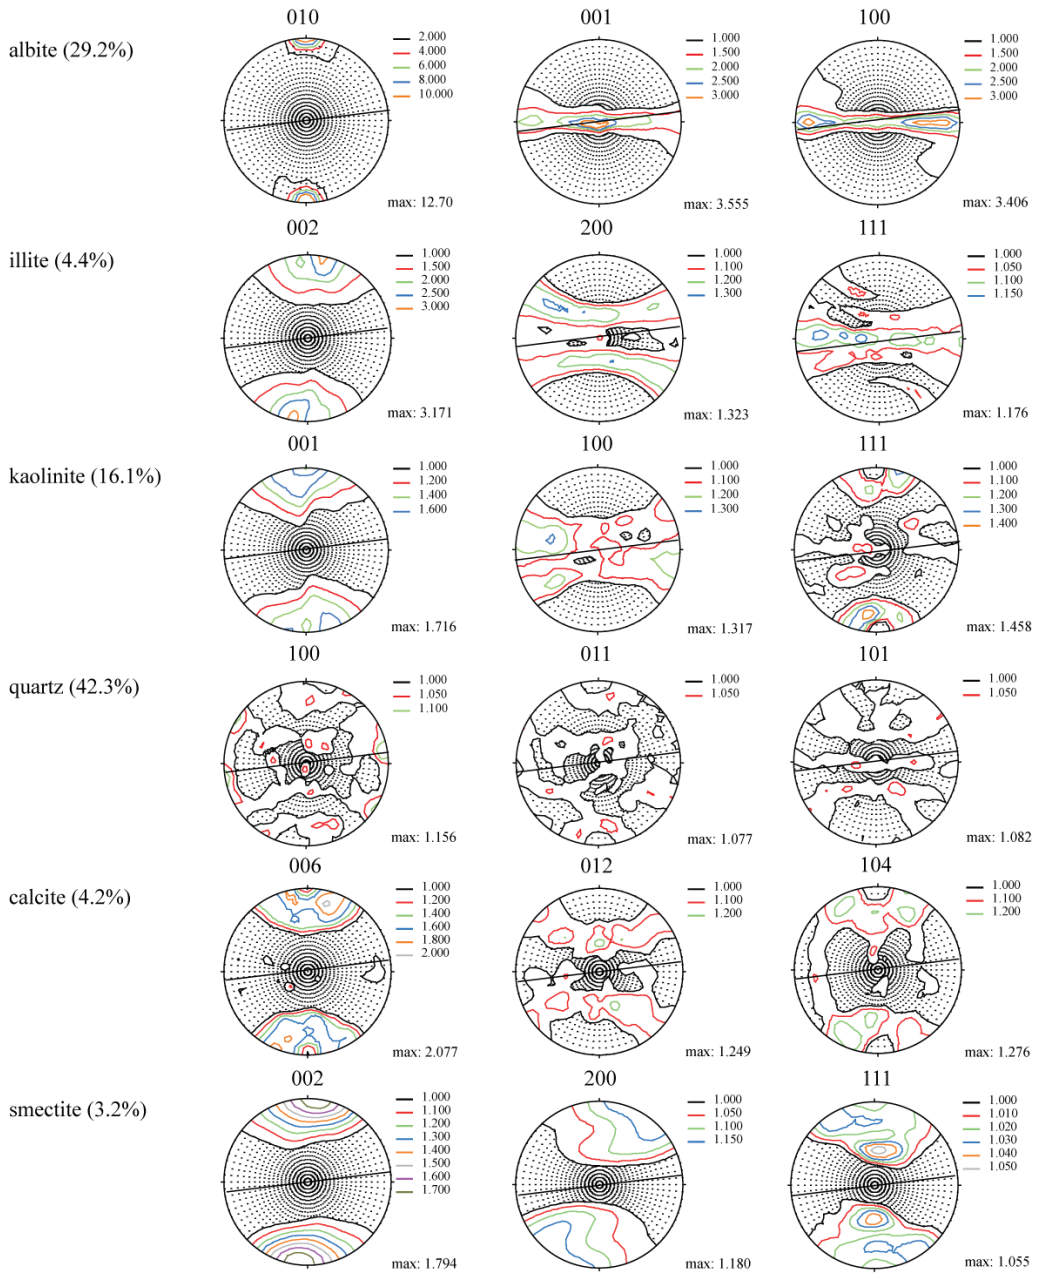 010 001 100
albite (29.2%)
2.000
4.000
6.000
8.000
10.000
max: 12.70
1.000
1.500
2.000
2.500
3.000
max: 3.555
1.000
1.500
2.000
2.500
3.000
max: 3.406
002 200 111
illite (4.4%)
1.000
1.500
2.000
2.500
3.000
max: 3.171
1.000
1.100
1.200
1.300
max: 1.323
1.000
1.050
1.100
1.150
max: 1.176
001 100 111
kaolinite (16.1%)
1.000
1.200
1.400
1.600
max: 1.716
1.000
1.100
1.200
1.300
max: 1.317
1.000
1.100
1.200
1.300
1.400
max: 1.458
100 011 101
quartz (42.3%)
1.000
1.050
1.100
max: 1.156
1.000
1.050
max: 1.077
1.000
1.050
max: 1.082
006 012 104
calcite (4.2%)
1.000
1.200
1.400
1.600
1.800
2.000
max: 2.077
1.000
1.100
1.200
max: 1.249
1.000
1.100
1.200
max: 1.276
002 200 111
smectite (3.2%)
1.000
1.100
1.200
1.300
1.400
1.500
1.600
1.700
max: 1.794
1.000
1.050
1.100
1.150
max: 1.180
1.000
1.010
1.020
1.030
1.040
1.050
max: 1.055